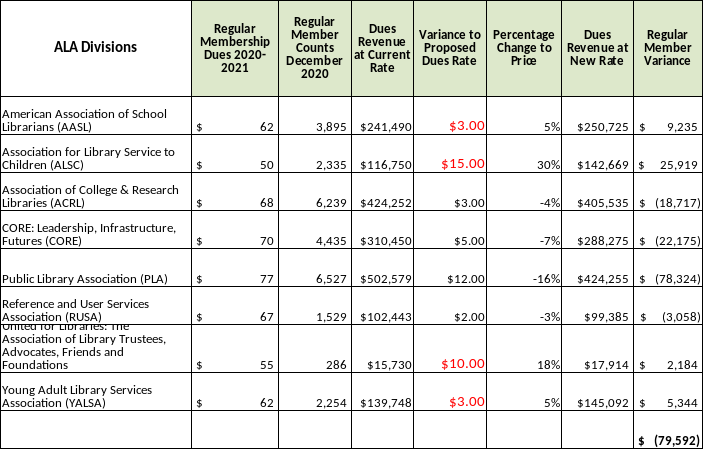 ALA Divisions Regular Membership Dues 2020-2021 Regular Member Counts December 2020 Dues Revenue at Current Rate Variance to Proposed Dues Rate Percentage Change to Price Dues Revenue at New Rate Regular Member Variance
American Association of School
Librarians (AASL) $ 62 3,895 $241,490 $3.00 5% $250,725 $ 9,235
Association for Library Service to
Children (ALSC) $ 50 2,335 $116,750 $15.00 30% $142,669 $ 25,919
Association of College & Research
Libraries (ACRL) $ 68 6,239 $424,252 $3.00 -4% $405,535 $ (18,717)
CORE: Leadership, Infrastructure,
Futures (CORE) $ 70 4,435 $310,450 $5.00 -7% $288,275 $ (22,175)
Public Library Association (PLA) $ 77 6,527 $502,579 $12.00 -16% $424,255 $ (78,324)
Reference and User Services
Association (RUSA) $ 67 1,529 $102,443 $2.00 -3% $99,385 $ (3,058)
United for Libraries: The
Association of Library Trustees,
Advocates, Friends and
Foundations $ 55 286 $15,730 $10.00 18% $17,914 $ 2,184
Young Adult Library Services
Association (YALSA) $ 62 2,254 $139,748 $3.00 5% $145,092 $ 5,344
$ (79,592)